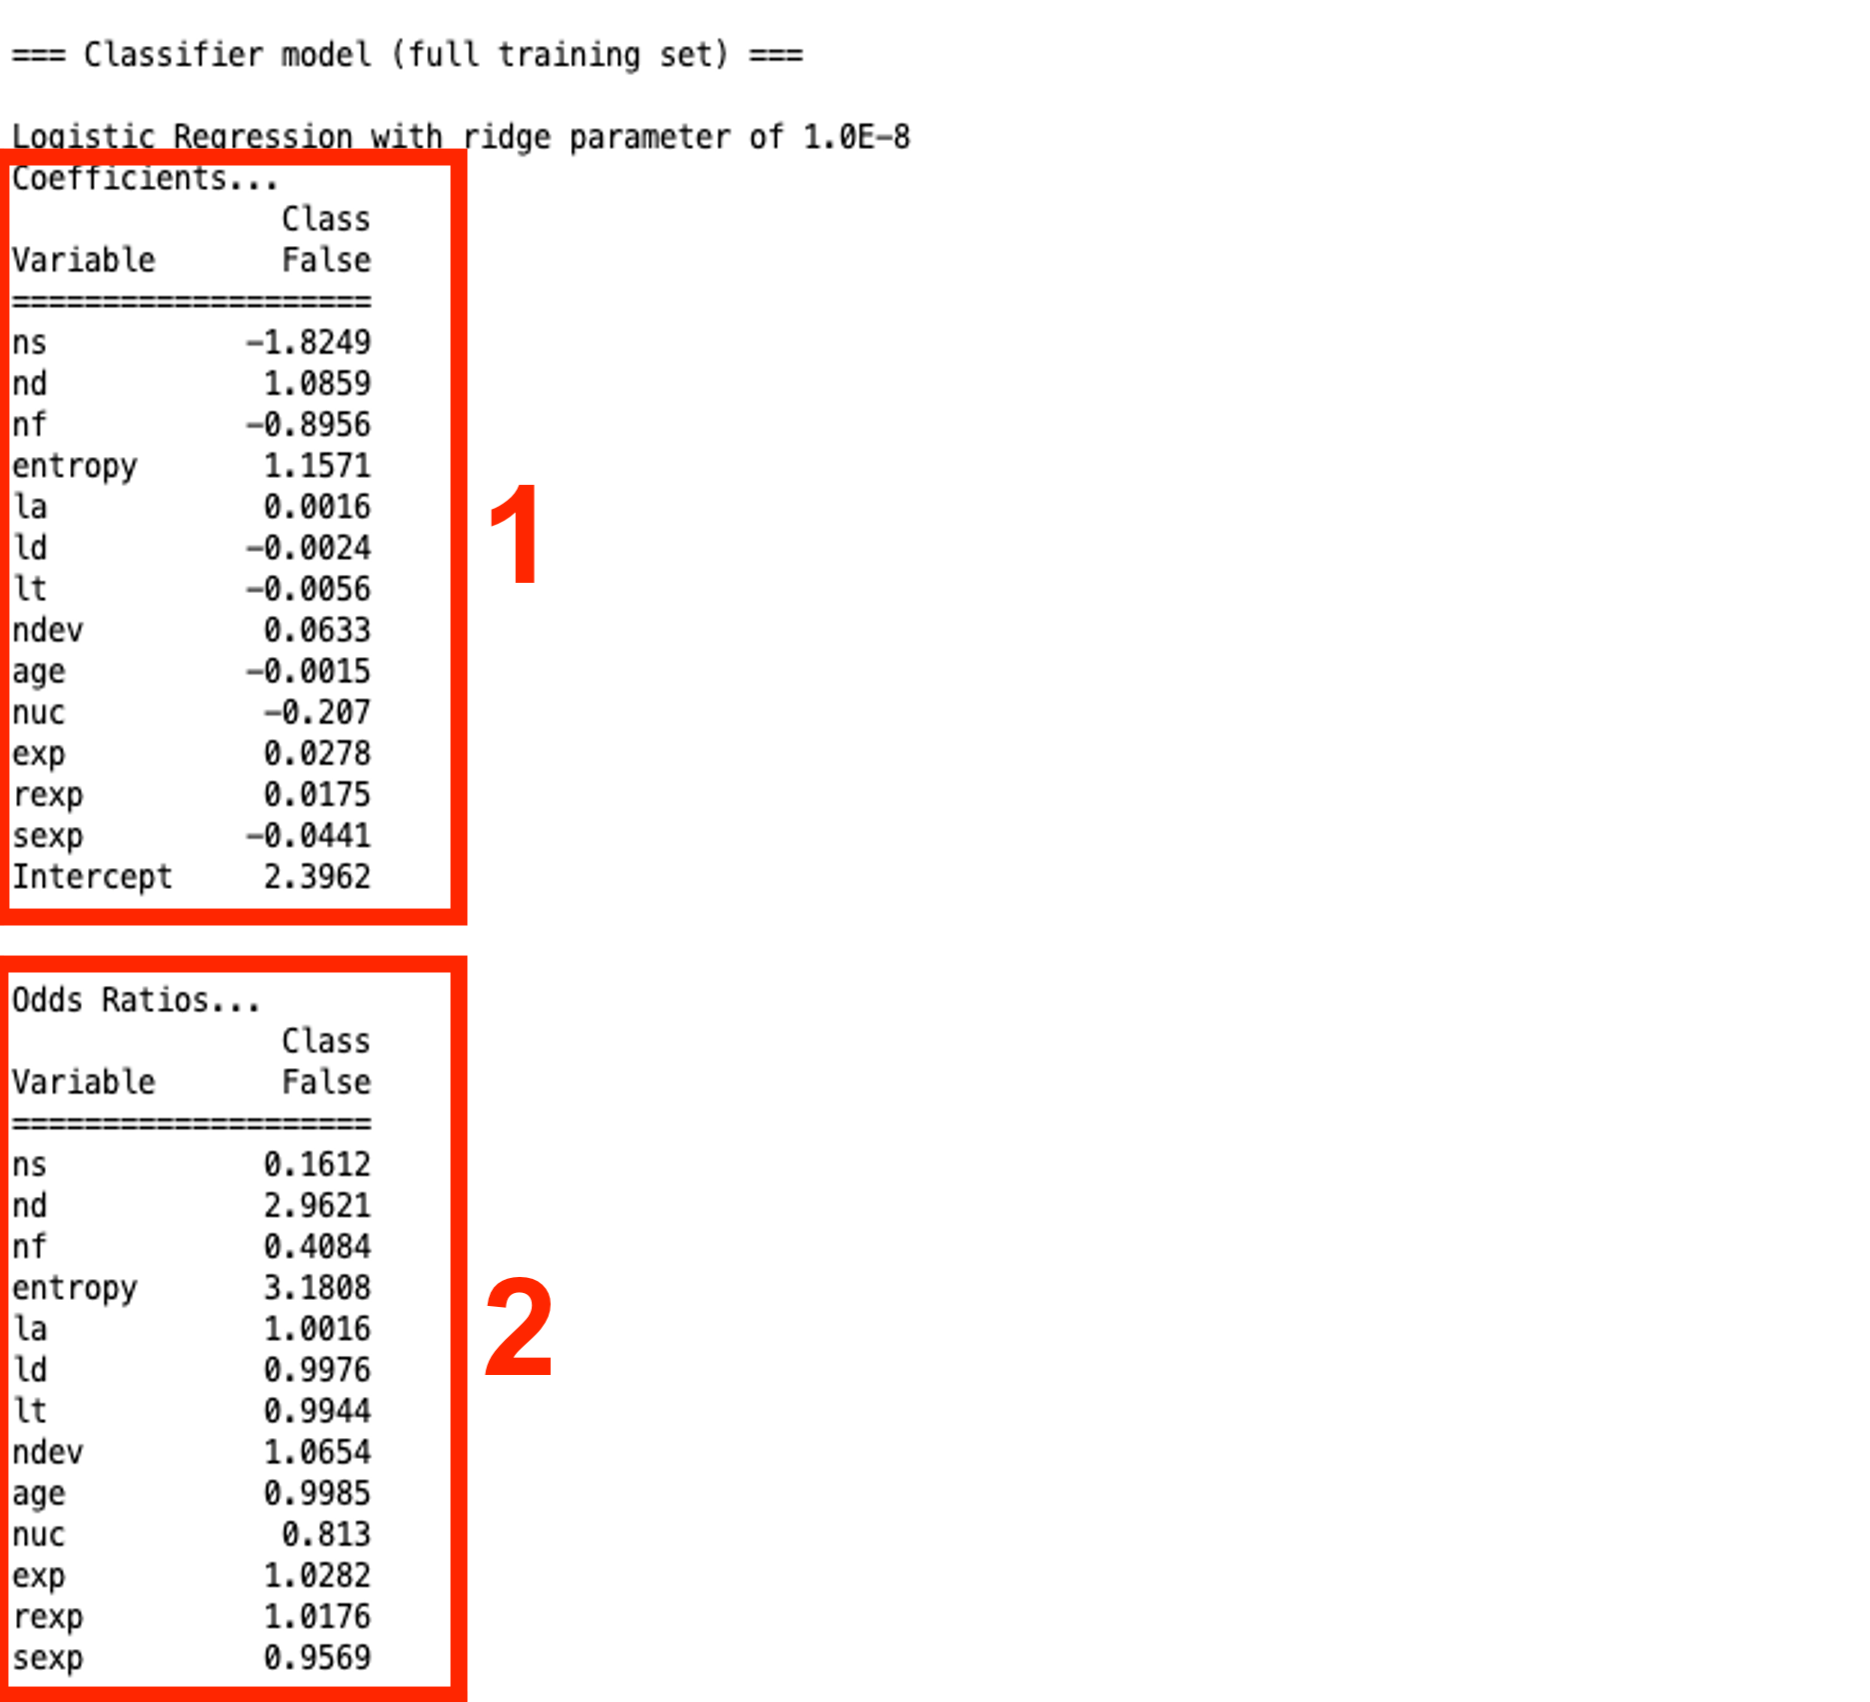 === Classifier model (full training set) ===
Logistic Regression with ridge parameter of 1.0E-8
Coefficients...
Class
Variable False
====================
ns -1.8249
nd 1.0859
nf -0.8956
entropy 1.1571
la 0.0016
ld -0.0024
lt -0.0056
ndev 0.0633
age -0.0015
nuc -0.207
exp 0.0278
rexp 0.0175
sexp -0.0441
Intercept 2.3962
1
Odds Ratios...
Class
Variable False
====================
ns 0.1612
nd 2.9621
nf 0.4084
entropy 3.1808
la 1.0016
ld 0.9976
lt 0.9944
ndev 1.0654
age 0.9985
nuc 0.813
exp 1.0282
rexp 1.0176
sexp 0.9569
2